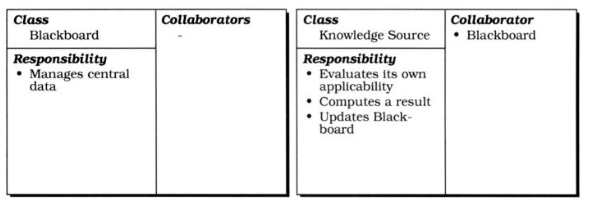 Class
Blackboard
Collaborators
-
Responsibility
• Manages central
data
Class
Knowledge Source
Collaborator
• Blackboard
Responsibility
• Evaluates its own
applicability
• Computes a result
• Updates Black-
board